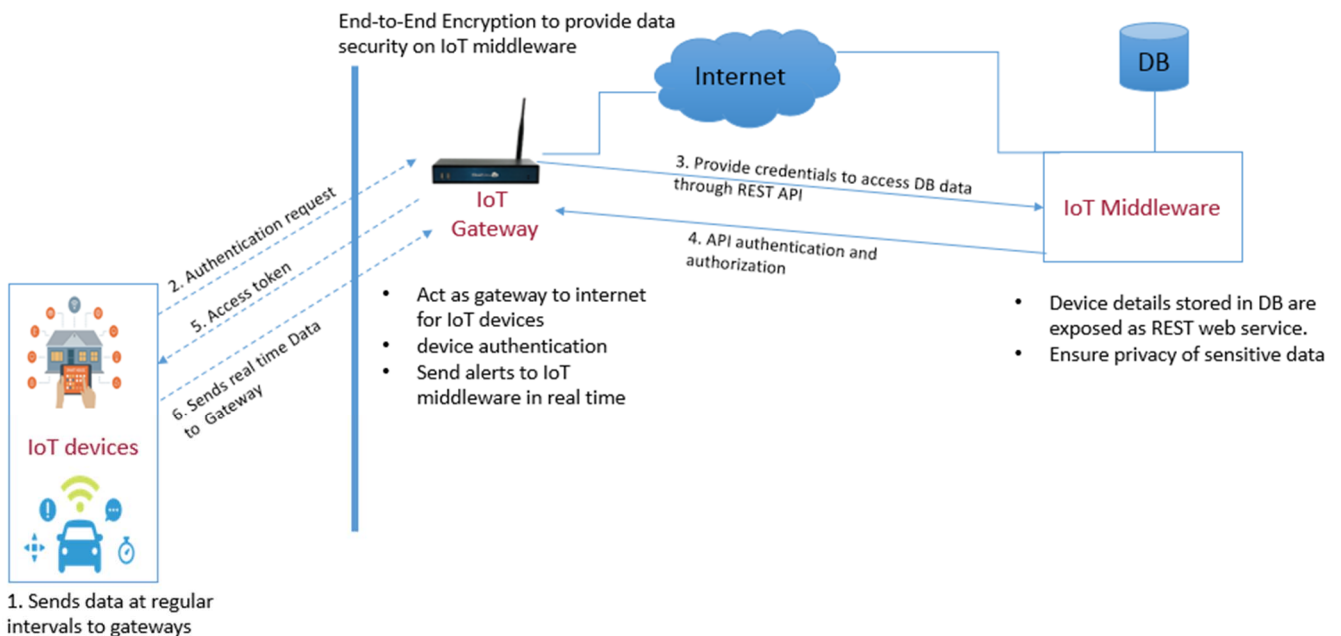 End-to-End Encryption to provide data
security on IoT middleware
Internet
DB
2. Authentication request
5. Access token
6. Sends real time Data
to Gateway
IoT
Gateway
3. Provide credentials to access DB data
through REST API
4. API authentication and
authorization
IoT Middleware
IoT devices
• Act as gateway to internet
for IoT devices
• device authentication
• Send alerts to IoT
middleware in real time
• Device details stored in DB are
exposed as REST web service.
• Ensure privacy of sensitive data
1. Sends data at regular
intervals to gateways